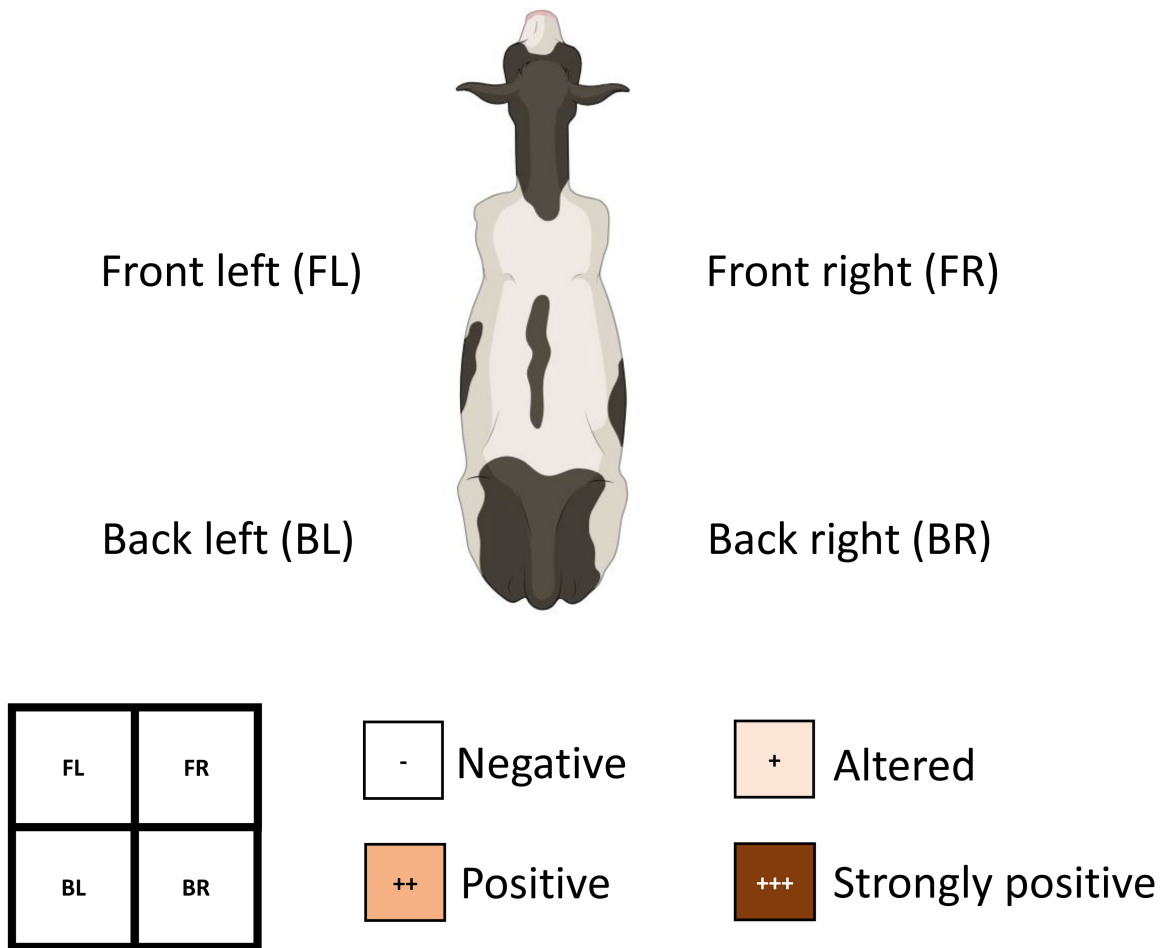 Front left (FL)
Front right (FR)
Back left (BL)
Back right (BR)
FL
FR
BL
BR
-
Negative
+
Altered
++
Positive
+++
Strongly positive